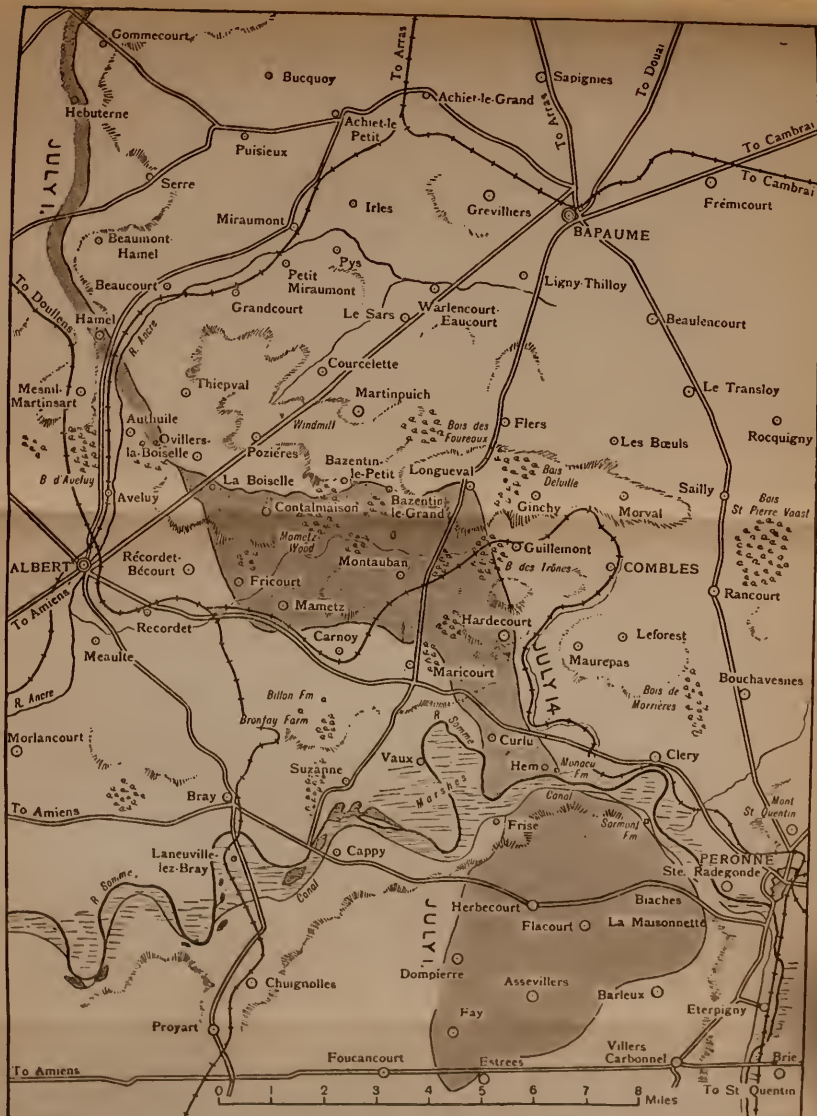 Gommecourt
To Arras
Bucquoy
Sapignies
To Douai
Achiet-le-Grand
To Arras
Hebuterne
Achiet-le
Petit
To Cambrai
Puisieux
JULY 1,
Serre
To Cambrai
Irles
Grevilliers
Frémicourt
Miraumont
BAPAUME
Beaumont-
Hamel
Pys
To Doullens
Beaucourt
Petit
Miraumont
Ligny-Thilloy
Grandcourt
Warlencourt-
Eaucourt
Le Sars
Beaulencourt
Hamel
R. Ancre
Courcelette
Mesnil-
Martinsart
Thiepval
Martinpuich
Le Transloy
Windmill
Bois des
Foureoux
Flers
Rocquigny
Authuile
Ovillers-
la-Boiselle
Poziéres
Les Bœufs
B d'Aveluy
Bazentin-
le-Petit
Longueval
Bois
Delville
La Boiselle
Sailly
Bois
St Pierre Vaast
Aveluy
Contalmaison
Bazentin
le-Grand
Ginchy
Morval
Mametz
Wood
Guillemont
ALBERT
Récordet-
Bécourt
Montauban
B des Irônes
COMBLES
Fricourt
Rancourt
To Amiens
Mametz
Recordet
Hardecourt
Carnoy
Leforest
Meaulte
JULY 14.
Maurepas
Maricourt
Bouchavesnes
R. Ancre
Billon Fm
Bois de
Morrières
Bronfay Farm
R Somme
Morlancourt
Curlu
Clery
Vaux
Suzanne
Hem
Monacu
Fm
Marshes
Bray
Canal
Mont
St Quentin
To Amiens
Frise
Sormont
Fm
Cappy
PERONNE
Laneuville-
lez-Bray
Ste. Radegonde
R Somme
Canal
Biaches
Herbecourt
JULY 1,
Flacourt
La Maisonnette
Dompierre
Chuignolles
Assevillers
Barleux
Eterpigny
Proyart
Fay
Villers
Carbonnel
To Amiens
Foucancourt
Estrees
Brie
0 1 2 3 4 5 6 7 8
Miles
To St Quentin